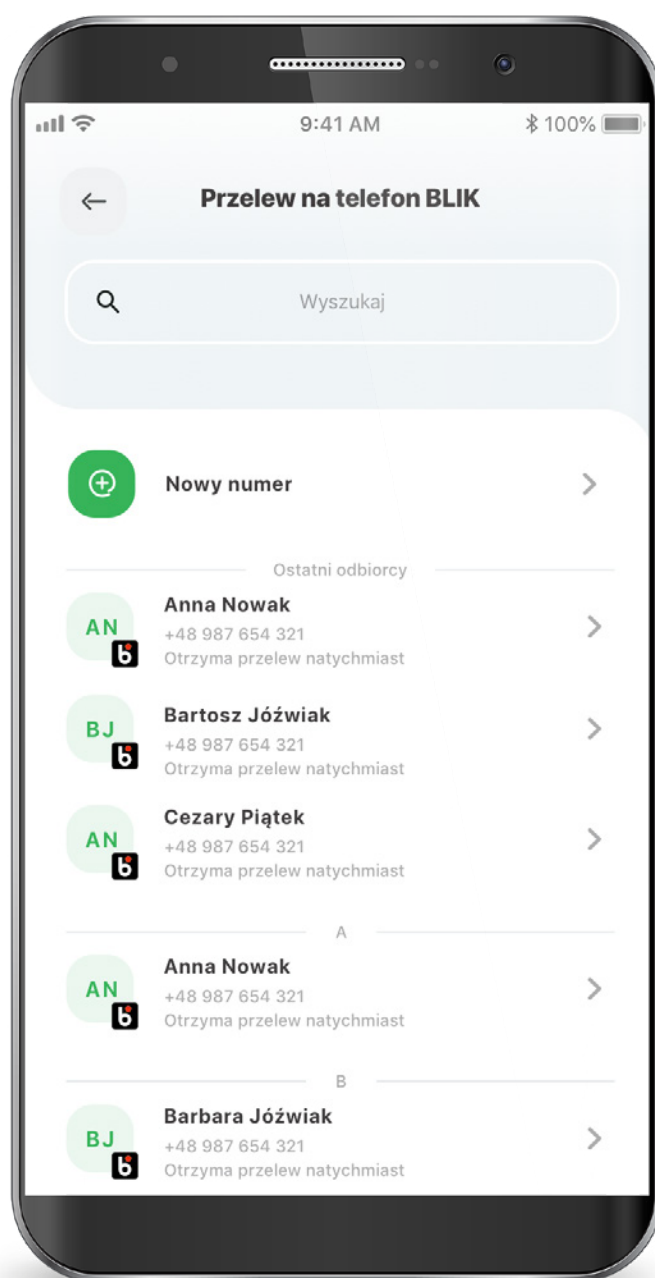 9:41 AM
100%
Przelew na telefon BLIK
Wyszukaj
Nowy numer
Ostatni odbiorcy
AN
Anna Nowak
+48 987 654 321
Otrzyma przelew natychmiast
BJ
Bartosz Jóźwiak
+48 987 654 321
Otrzyma przelew natychmiast
AN
Cezary Piątek
+48 987 654 321
Otrzyma przelew natychmiast
A
AN
Anna Nowak
+48 987 654 321
Otrzyma przelew natychmiast
B
BJ
Barbara Jóźwiak
+48 987 654 321
Otrzyma przelew natychmiast